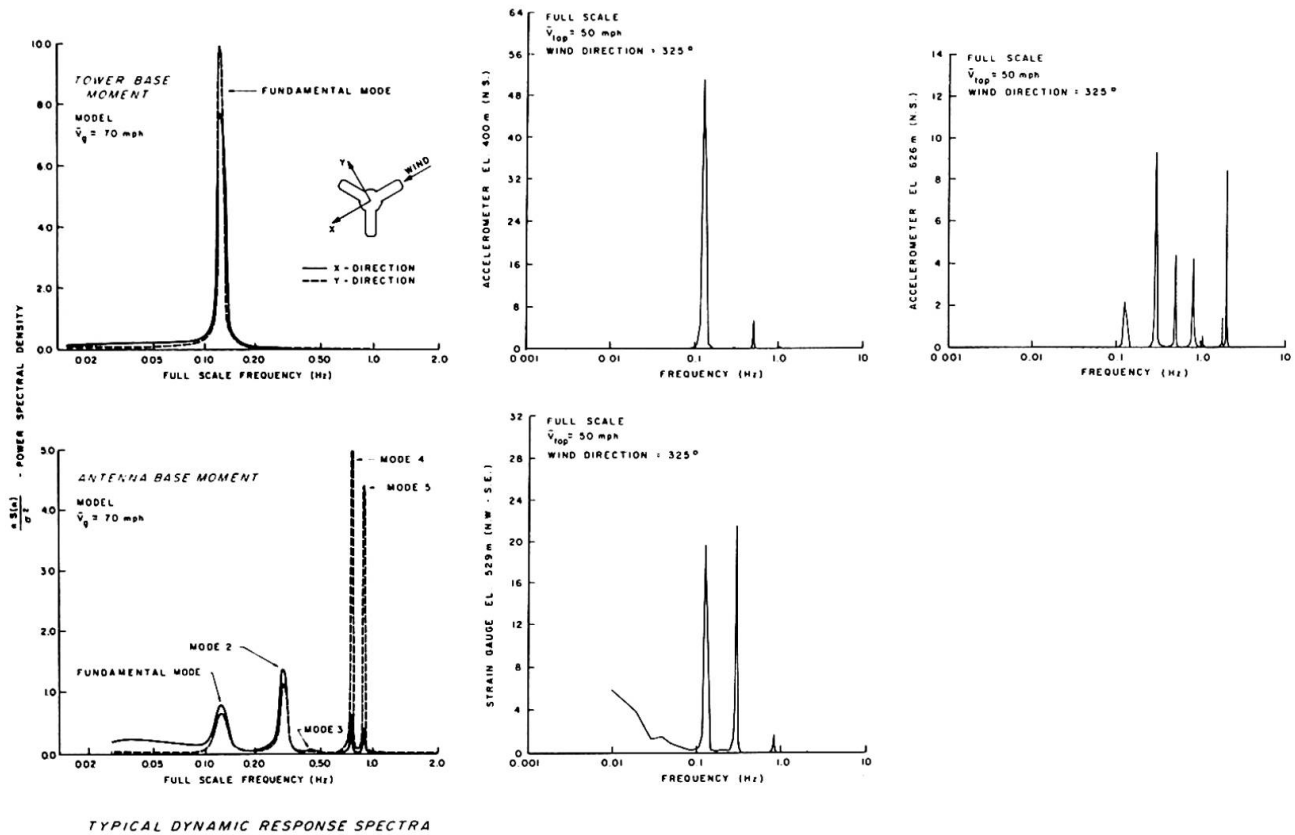 n S(n) / σ² - POWER SPECTRAL DENSITY
10.0
8.0
6.0
4.0
2.0
0.0
TOWER BASE
MOMENT
MODEL
V̄g = 70 mph
FUNDAMENTAL MODE
Y
WIND
X
X - DIRECTION
Y - DIRECTION
0.02 0.05 0.10 0.20 0.50 1.0 2.0
FULL SCALE FREQUENCY (Hz)
ACCELEROMETER EL 400m (N.S.)
64
56
48
40
32
24
16
8
0
FULL SCALE
V̄top = 50 mph
WIND DIRECTION = 325°
0.001 0.01 0.1 1.0 10
FREQUENCY (Hz)
ACCELEROMETER EL 626m (N.S.)
14
12
10
8
6
4
2
0
FULL SCALE
V̄top = 50 mph
WIND DIRECTION = 325°
0.001 0.01 0.1 1.0 10
FREQUENCY (Hz)
5.0
4.0
3.0
2.0
1.0
0.0
ANTENNA BASE MOMENT
MODEL
V̄g = 70 mph
MODE 4
MODE 5
MODE 2
FUNDAMENTAL MODE
MODE 3
0.02 0.05 0.10 0.20 0.50 1.0 2.0
FULL SCALE FREQUENCY (Hz)
STRAIN GAUGE EL 529m (NW - S.E.)
32
28
24
20
16
12
8
4
0
FULL SCALE
V̄top = 50 mph
WIND DIRECTION = 325°
0.001 0.01 0.1 1.0 10
FREQUENCY (Hz)
TYPICAL DYNAMIC RESPONSE SPECTRA